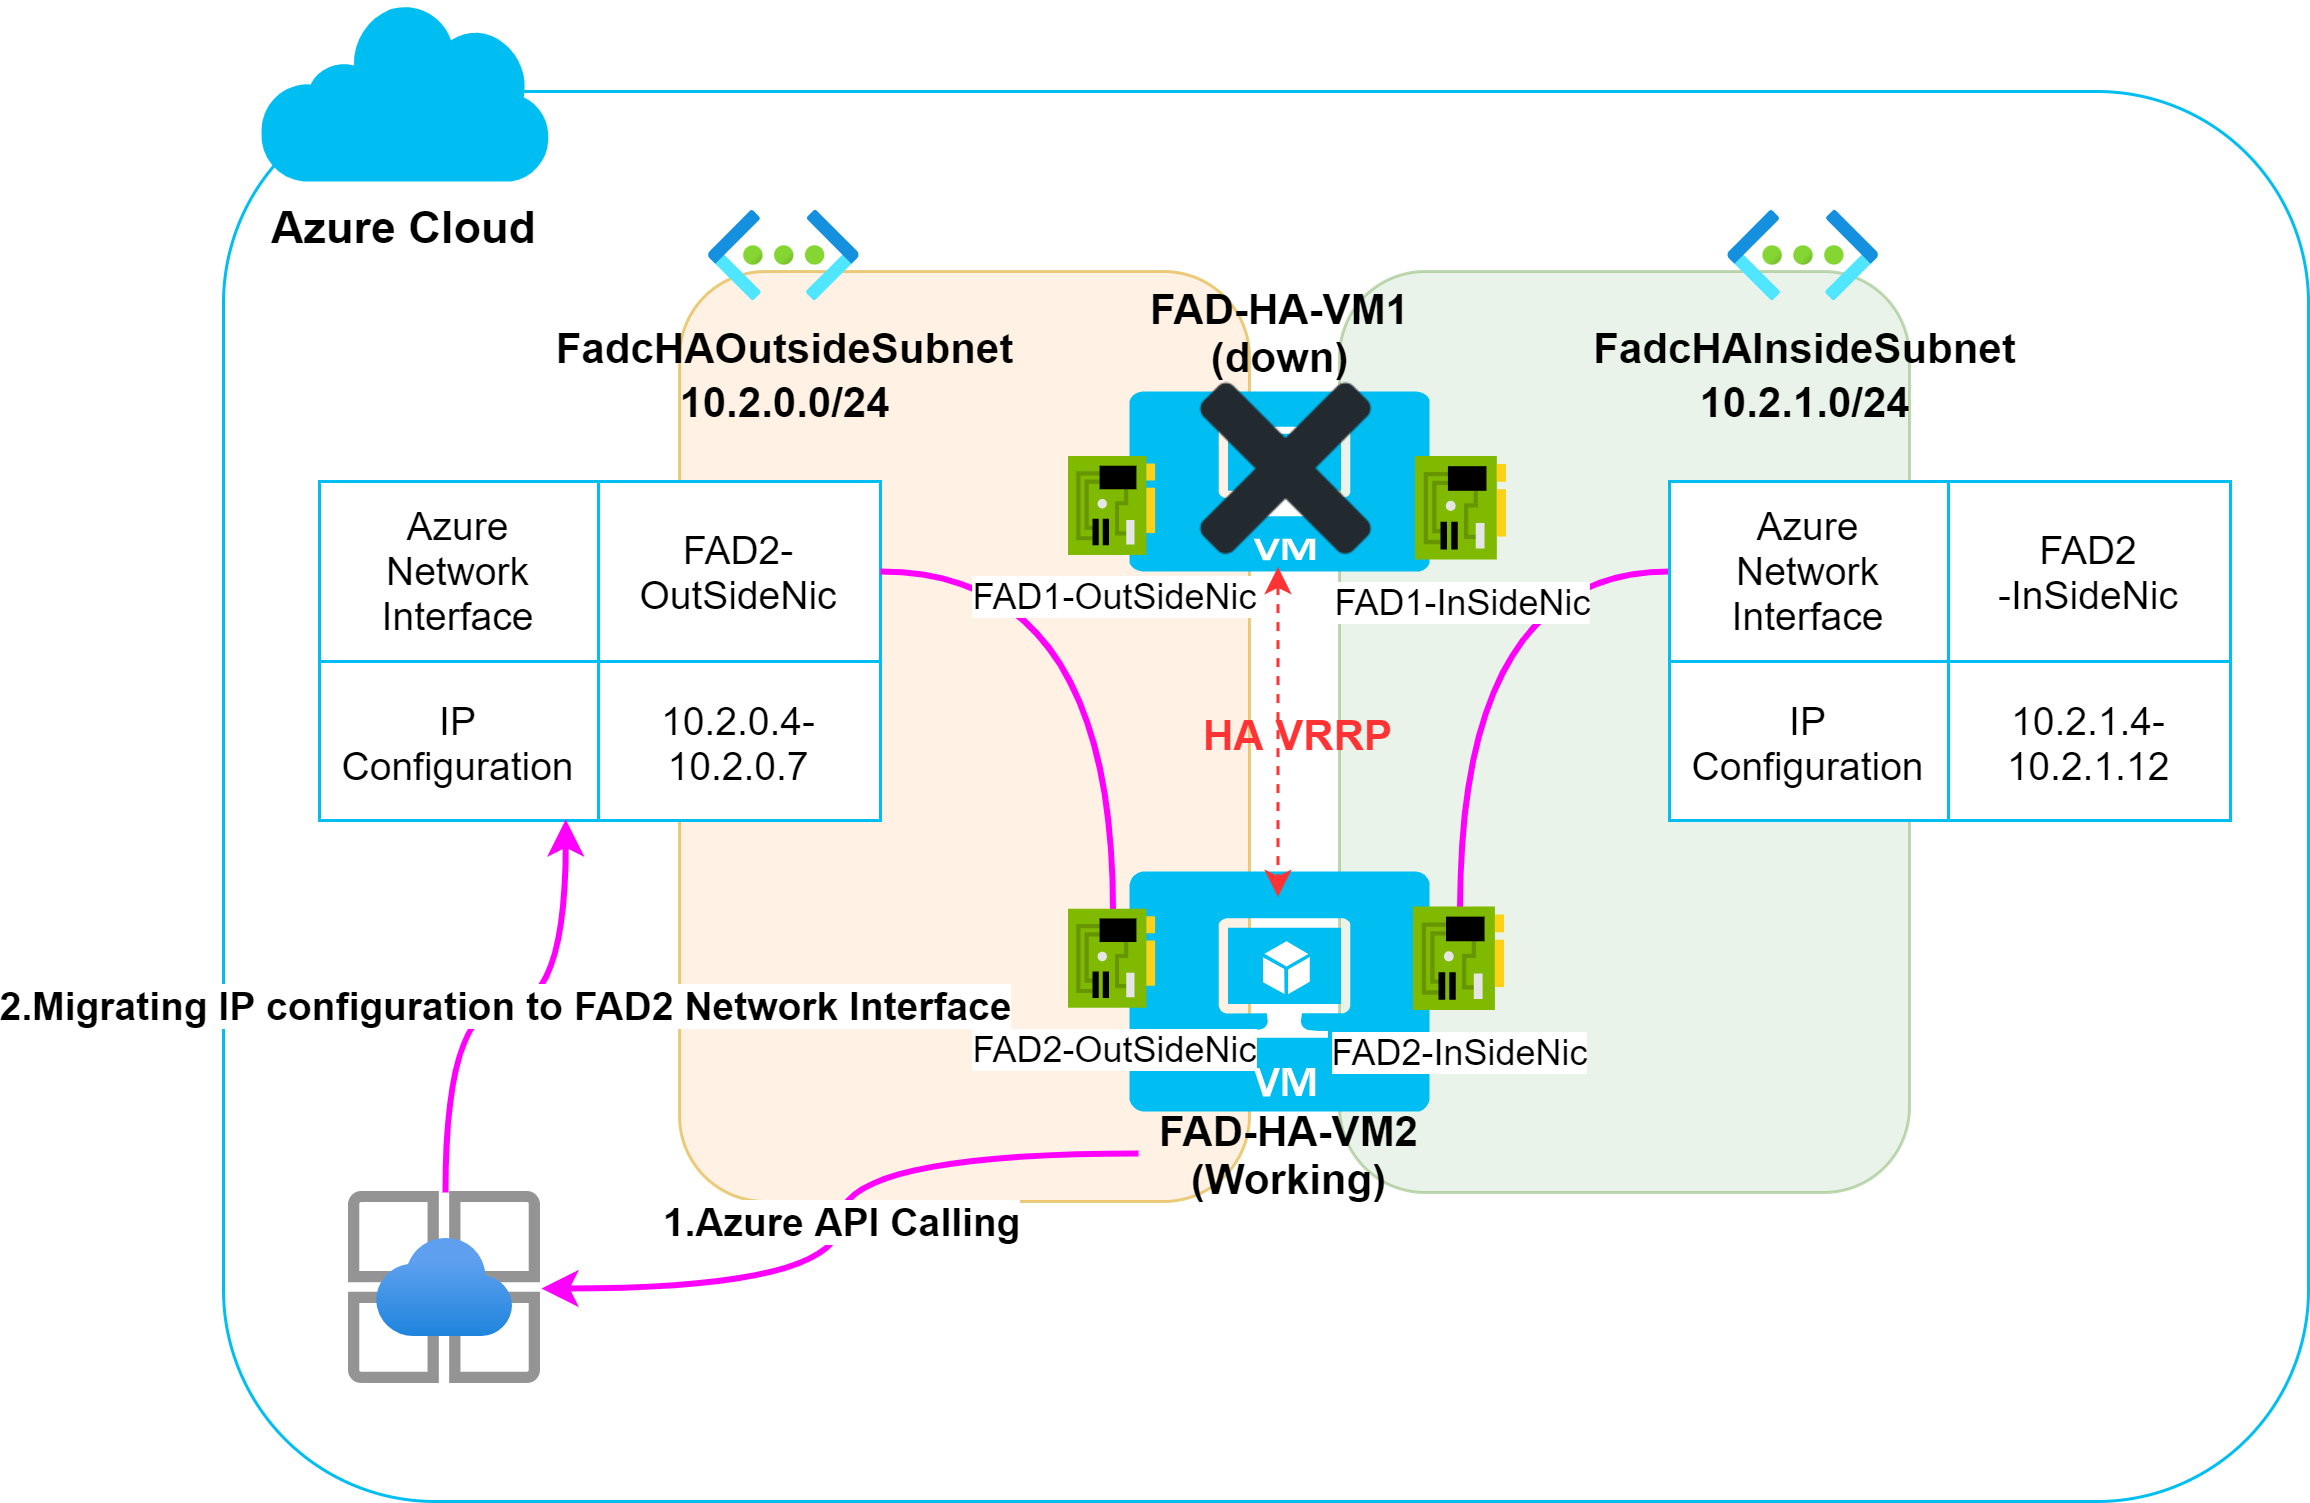 Azure Cloud
FadcHAOutsideSubnet
10.2.0.0/24
FAD-HA-VM1
(down)
FadcHAInsideSubnet
10.2.1.0/24
VM
Azure
Network
Interface
FAD2-
OutSideNic
IP
Configuration
10.2.0.4-
10.2.0.7
FAD1-OutSideNic
FAD1-InSideNic
Azure
Network
Interface
FAD2
-InSideNic
IP
Configuration
10.2.1.4-
10.2.1.12
HA VRRP
2.Migrating IP configuration to FAD2 Network Interface
FAD2-OutSideNic
FAD2-InSideNic
VM
FAD-HA-VM2
(Working)
1.Azure API Calling